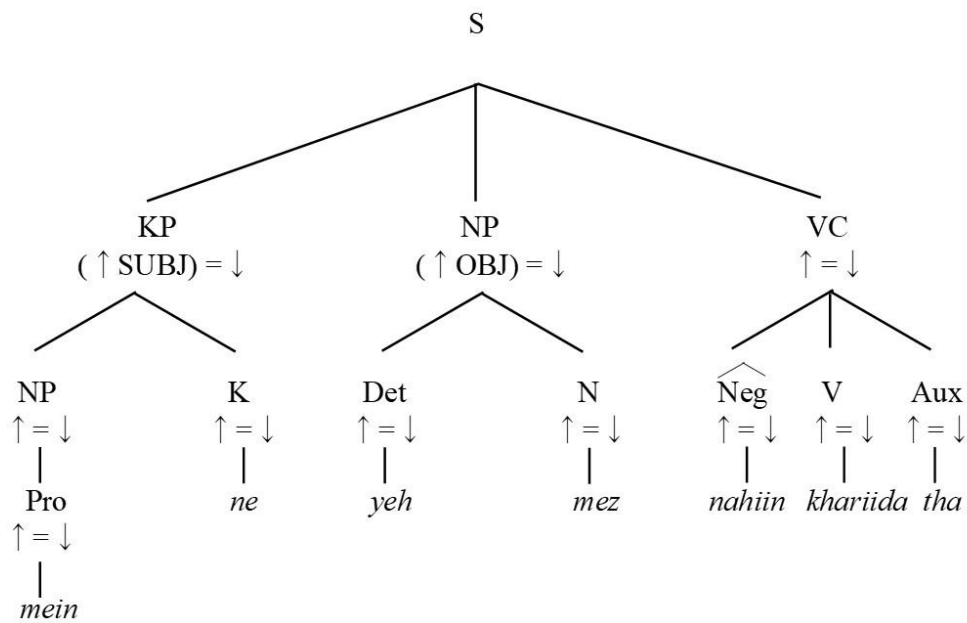 S
KP NP VC
( ↑ SUBJ) = ↓ ( ↑ OBJ) = ↓ ↑ = ↓
NP K Det N Neg V Aux
↑ = ↓ ↑ = ↓ ↑ = ↓ ↑ = ↓ ↑ = ↓ ↑ = ↓ ↑ = ↓
Pro ne yeh mez nahiin khariida tha
↑ = ↓
mein